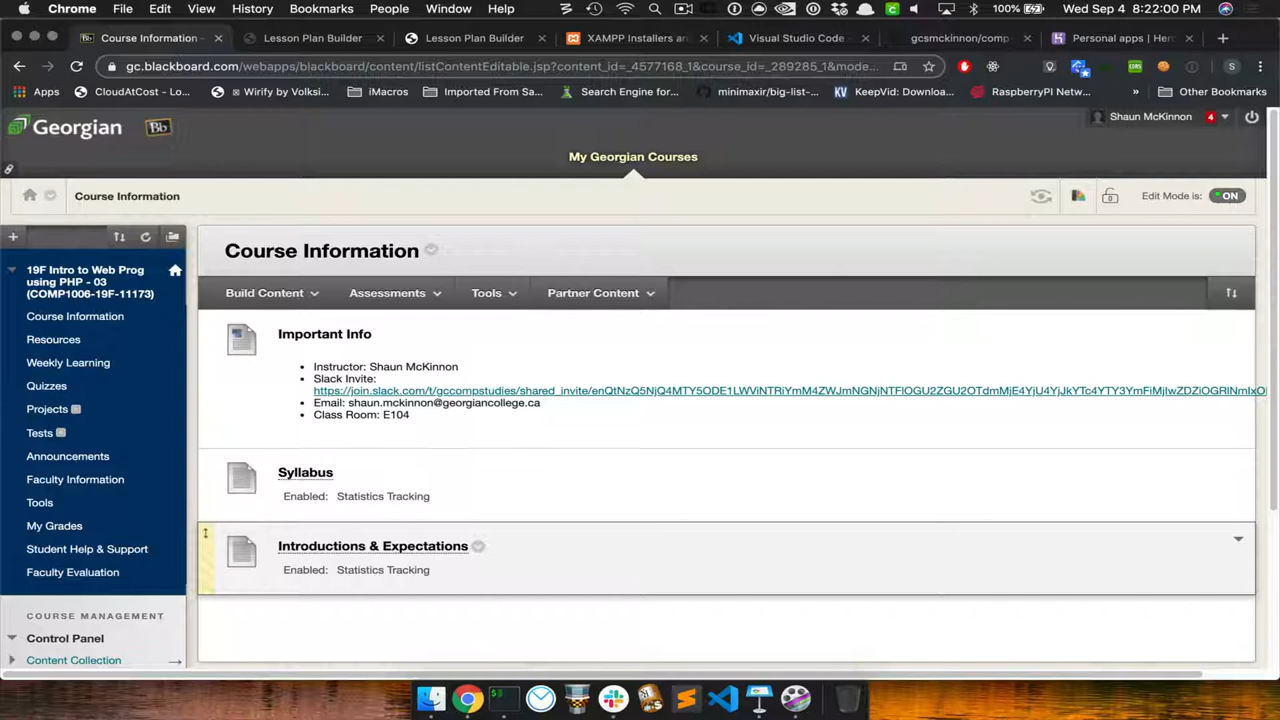 Chrome File Edit View History Bookmarks People Window Help 100% Wed Sep 4 8:22:00 PM
Course Information - Lesson Plan Builder Lesson Plan Builder XAMPP Installers an Visual Studio Code gcsmckinnon/comp Personal apps | Her
gc.blackboard.com/webapps/blackboard/content/listContentEditable.jsp?content_id=_4577168_1&course_id=_289285_1&mode... S
Apps CloudAtCost - Lo... Wirify by Volksi... iMacros Imported From Sa... Search Engine for... minimaxir/big-list-... KV KeepVid: Downloa... RaspberryPI Netw... » Other Bookmarks
Georgian Bb Shaun McKinnon 4
My Georgian Courses
Course Information Edit Mode is: ON
19F Intro to Web Prog
using PHP - 03
(COMP1006-19F-11173)
Course Information
Resources
Weekly Learning
Quizzes
Projects
Tests
Announcements
Faculty Information
Tools
My Grades
Student Help & Support
Faculty Evaluation
COURSE MANAGEMENT
Control Panel
Content Collection
Course Information
Build Content Assessments Tools Partner Content
Important Info
• Instructor: Shaun McKinnon
• Slack Invite:
• Email: shaun.mckinnon@georgiancollege.ca
• Class Room: E104
Syllabus
Enabled: Statistics Tracking
Introductions & Expectations
Enabled: Statistics Tracking